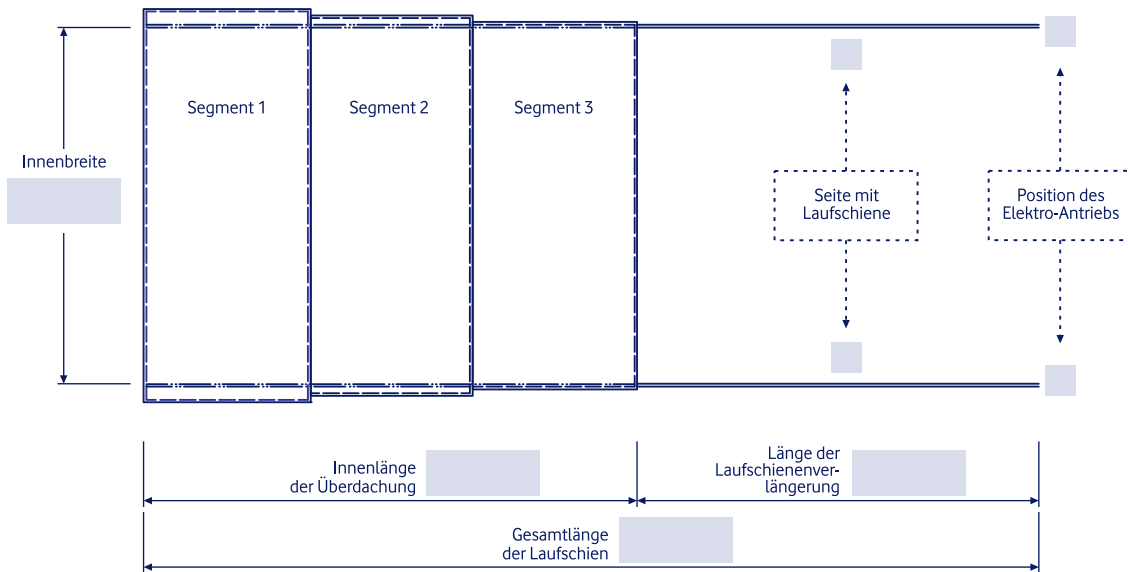 Segment 1
Segment 2
Segment 3
Innenbreite
Seite mit
Laufschiene
Position des
Elektro-Antriebs
Innenlänge
der Überdachung
Länge der
Laufschienenver-
längerung
Gesamtlänge
der Laufschien